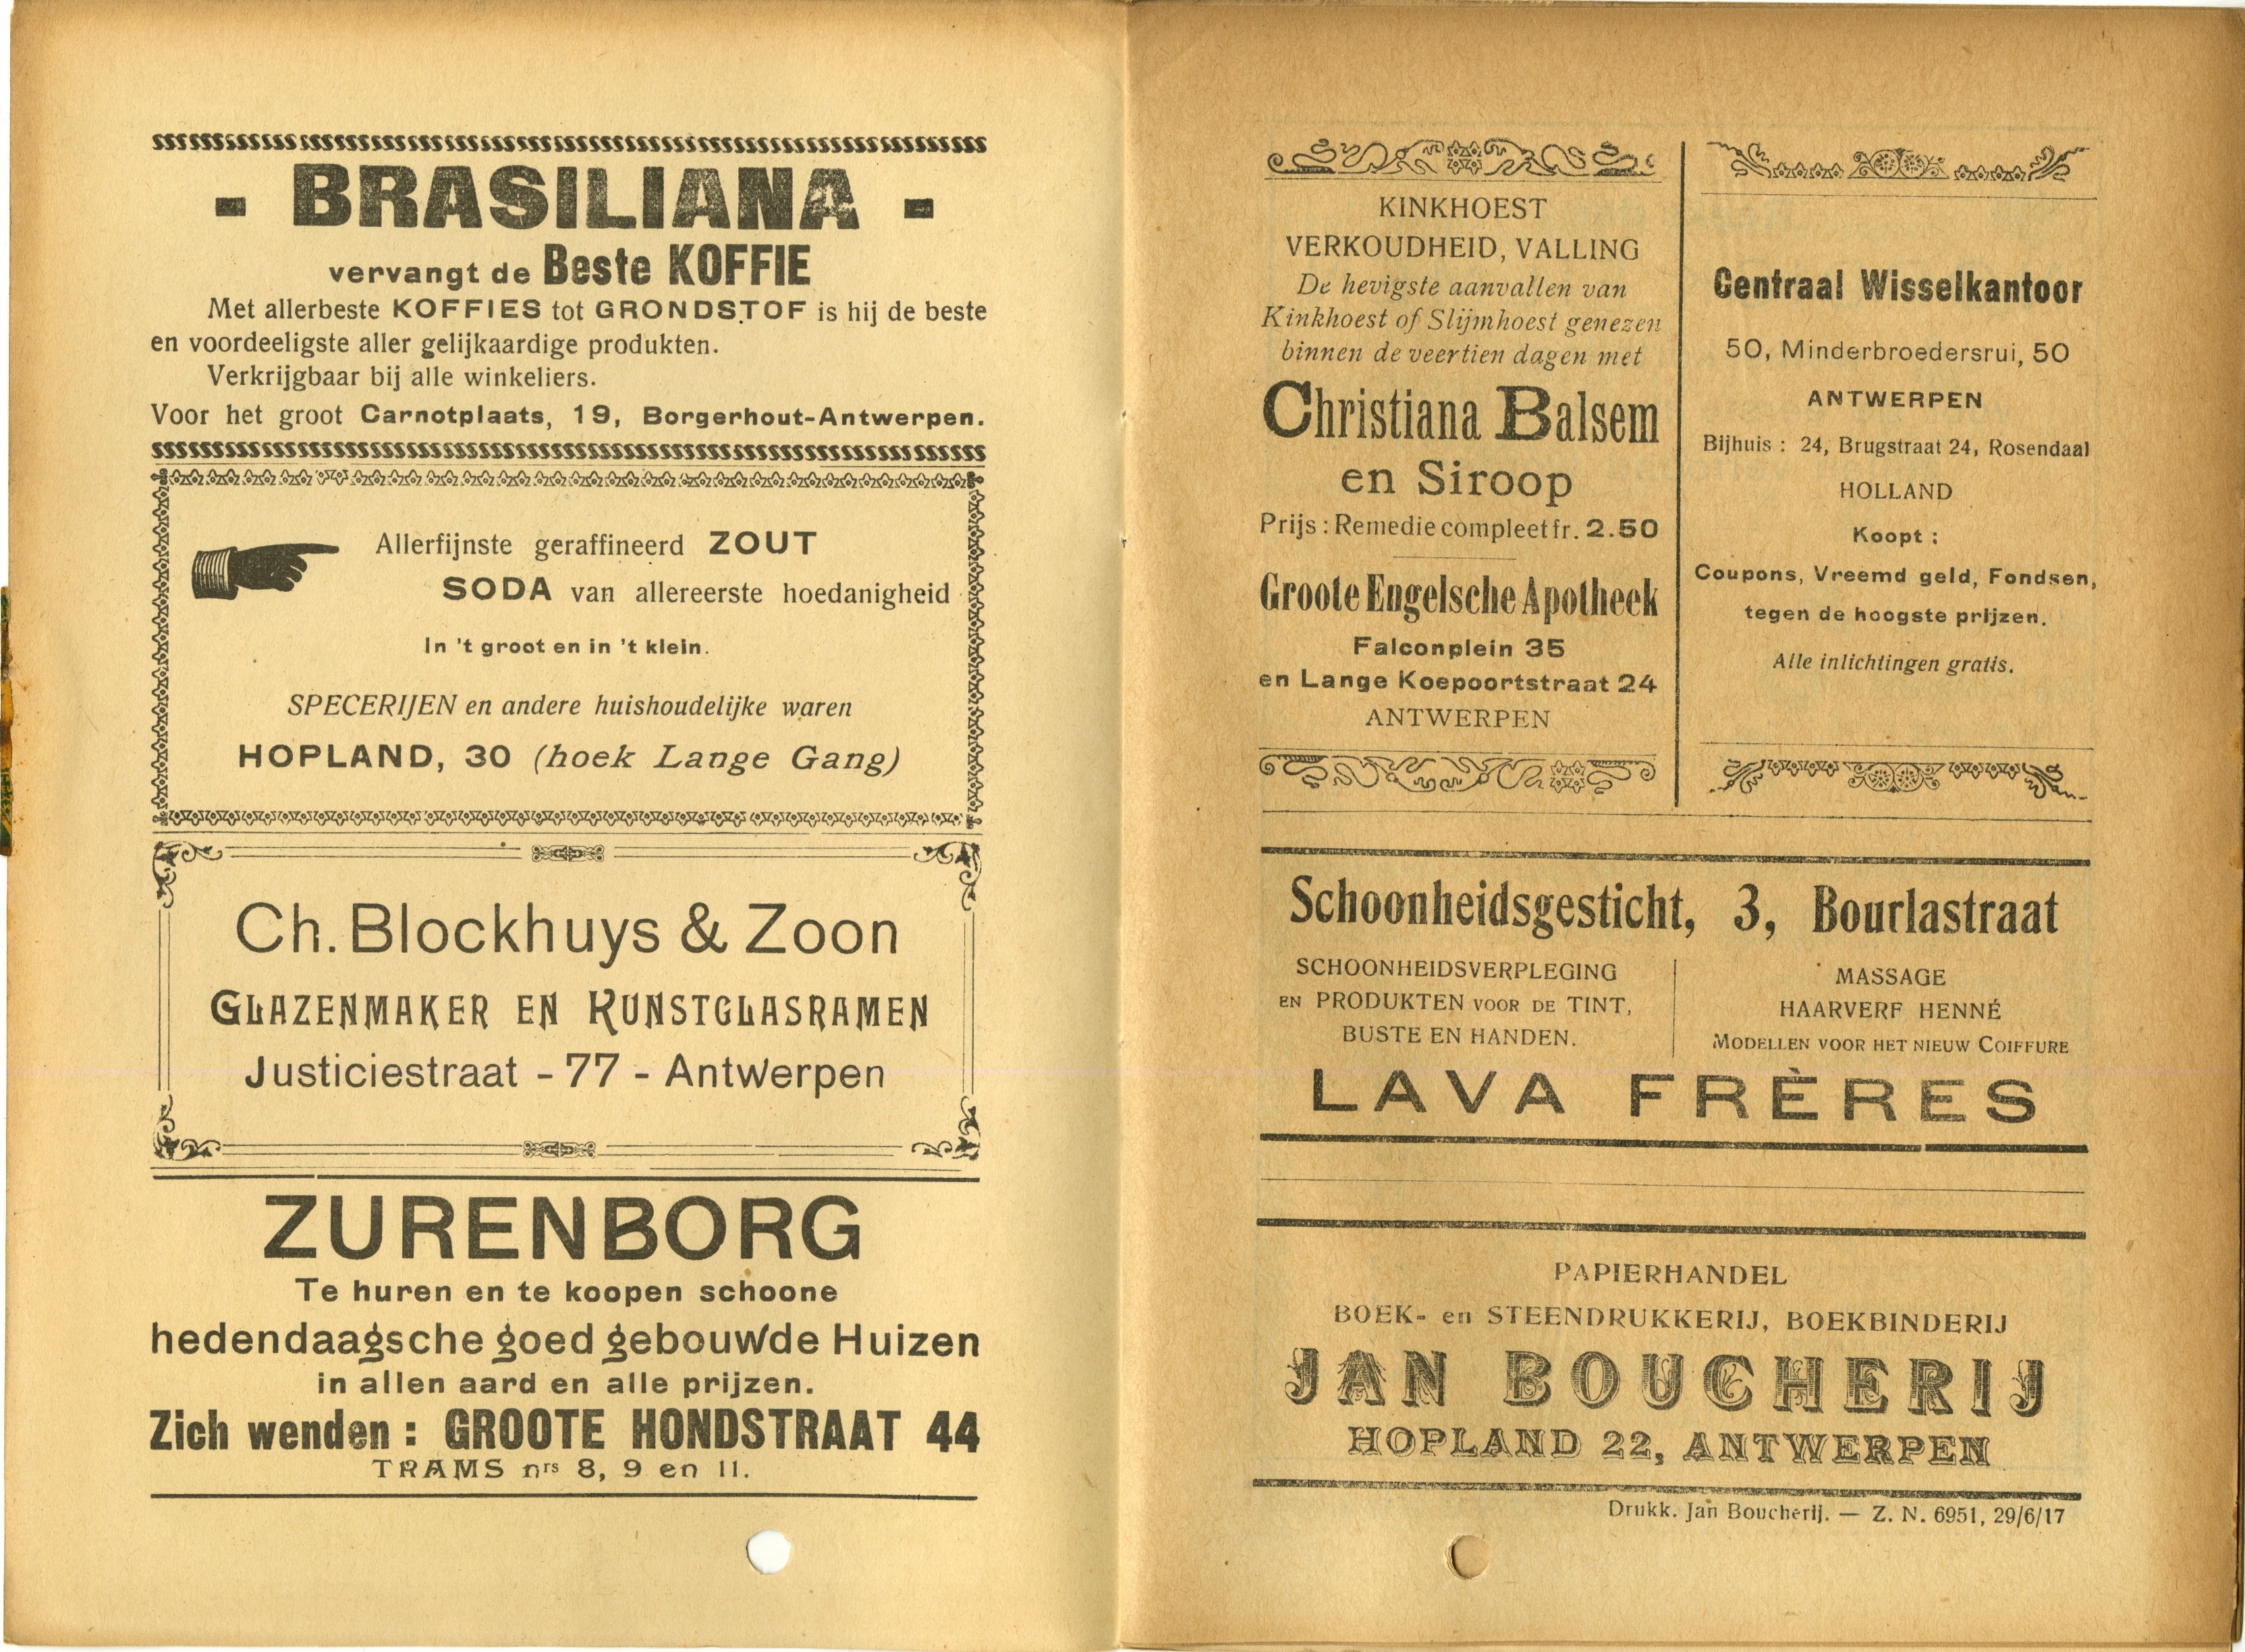 - BRASILIANA -
vervangt de Beste KOFFIE
Met allerbeste KOFFIES tot GRONDSTOF is hij de beste
en voordeeligste aller gelijkaardige produkten.
Verkrijgbaar bij alle winkeliers.
Voor het groot Carnotplaats, 19, Borgerhout-Antwerpen.
Allerfijnste geraffineerd ZOUT
SODA van allereerste hoedanigheid
In 't groot en in 't klein.
SPECERIJEN en andere huishoudelijke waren
HOPLAND, 30 (hoek Lange Gang)
Ch. Blockhuys & Zoon
GLAZENMAKER EN KUNSTGLASRAMEN
Justiciestraat - 77 - Antwerpen
ZURENBORG
Te huren en te koopen schoone
hedendaagsche goed gebouwde Huizen
in allen aard en alle prijzen.
Zich wenden : GROOTE HONDSTRAAT 44
TRAMS nrs 8, 9 en 11.
KINKHOEST
VERKOUDHEID, VALLING
De hevigste aanvallen van
Kinkhoest of Slijmhoest genezen
binnen de veertien dagen met
Christiana Balsem
en Siroop
Prijs : Remedie compleet fr. 2.50
Groote Engelsche Apotheek
Falconplein 35
en Lange Koepoortstraat 24
ANTWERPEN
Centraal Wisselkantoor
50, Minderbroedersrui, 50
ANTWERPEN
Bijhuis : 24, Brugstraat 24, Rosendaal
HOLLAND
Koopt :
Coupons, Vreemd geld, Fondsen,
tegen de hoogste prijzen.
Alle inlichtingen gratis.
Schoonheidsgesticht, 3, Bourlastraat
SCHOONHEIDSVERPLEGING
EN PRODUKTEN VOOR DE TINT,
BUSTE EN HANDEN.
MASSAGE
HAARVERF HENNÉ
MODELLEN VOOR HET NIEUW COIFFURE
LAVA FRÈRES
PAPIERHANDEL
BOEK- en STEENDRUKKERIJ, BOEKBINDERIJ
JAN BOUCHERIJ
HOPLAND 22, ANTWERPEN
Drukk. Jan Boucherij. — Z. N. 6951, 29/6/17